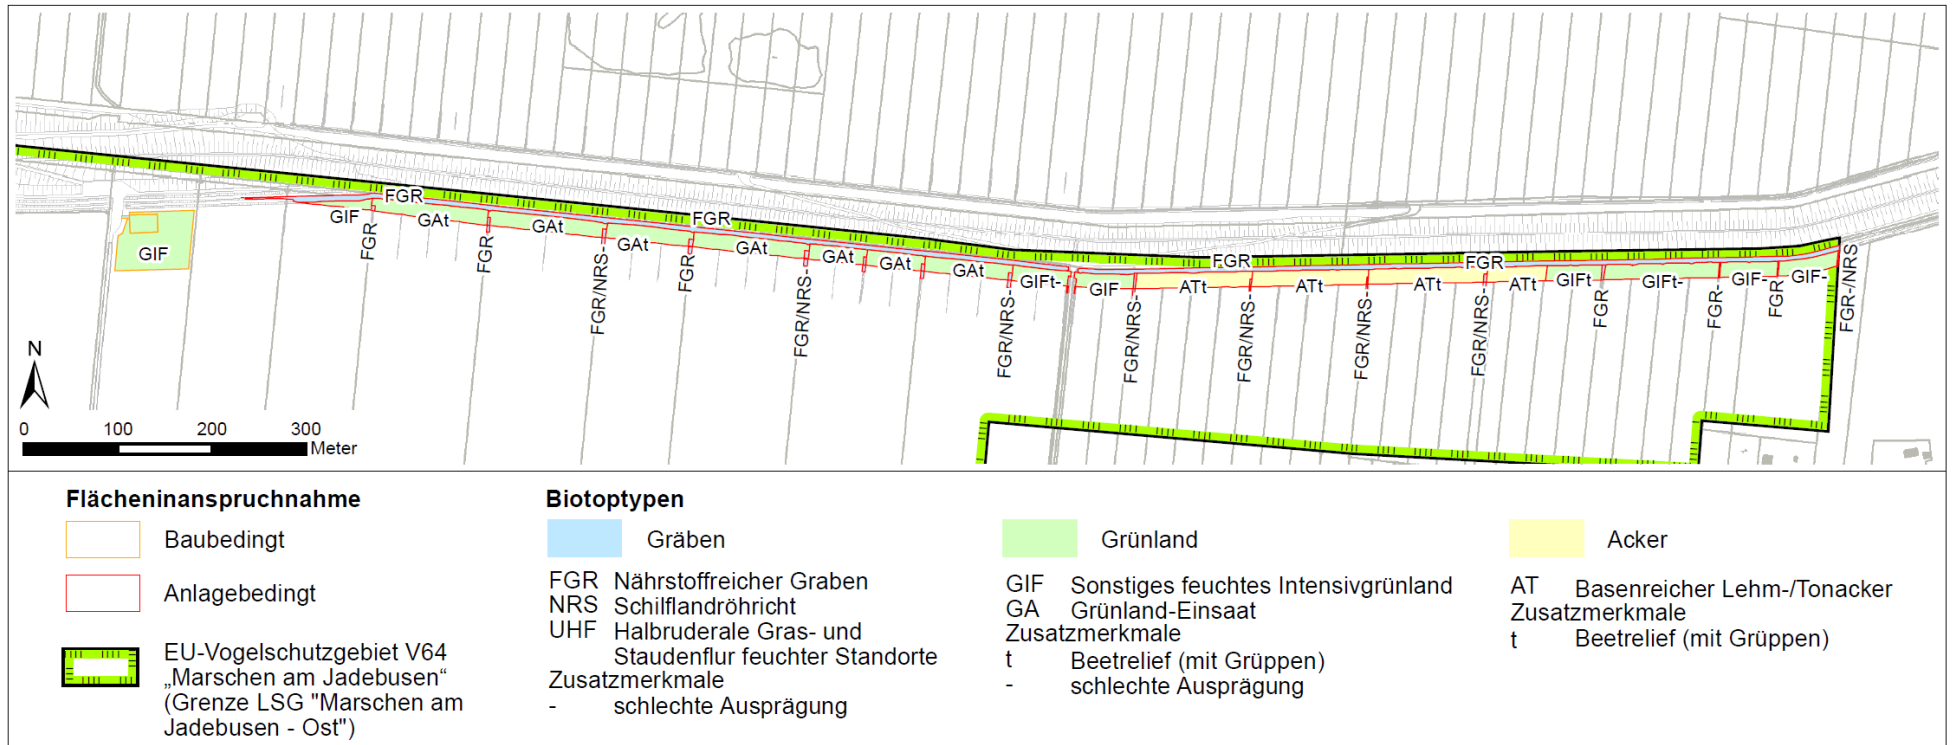 FGR
FGR
FGR
FGR
GIF
GAt
GAt
GAt
GAt
GAt
GAt
GAt
GIFt-
GIF
ATt
ATt
ATt
ATt
GIFt
GIFt-
GIF-
GIF-
GIF
FGR
FGR
FGR/NRS-
FGR-
FGR/NRS-
FGR/NRS-
FGR/NRS-
FGR/NRS-
FGR/NRS-
FGR/NRS-
FGR
FGR-
FGR
FGR-/NRS
N
0 100 200 300
Meter
Flächeninanspruchnahme
Baubedingt
Anlagebedingt
EU-Vogelschutzgebiet V64
„Marschen am Jadebusen“
(Grenze LSG "Marschen am
Jadebusen - Ost")
Biotoptypen
Gräben
FGR Nährstoffreicher Graben
NRS Schilflandröhricht
UHF Halbruderale Gras- und
Staudenflur feuchter Standorte
Zusatzmerkmale
- schlechte Ausprägung
Grünland
GIF Sonstiges feuchtes Intensivgrünland
GA Grünland-Einsaat
Zusatzmerkmale
t Beetrelief (mit Grüppen)
- schlechte Ausprägung
Acker
AT Basenreicher Lehm-/Tonacker
Zusatzmerkmale
t Beetrelief (mit Grüppen)